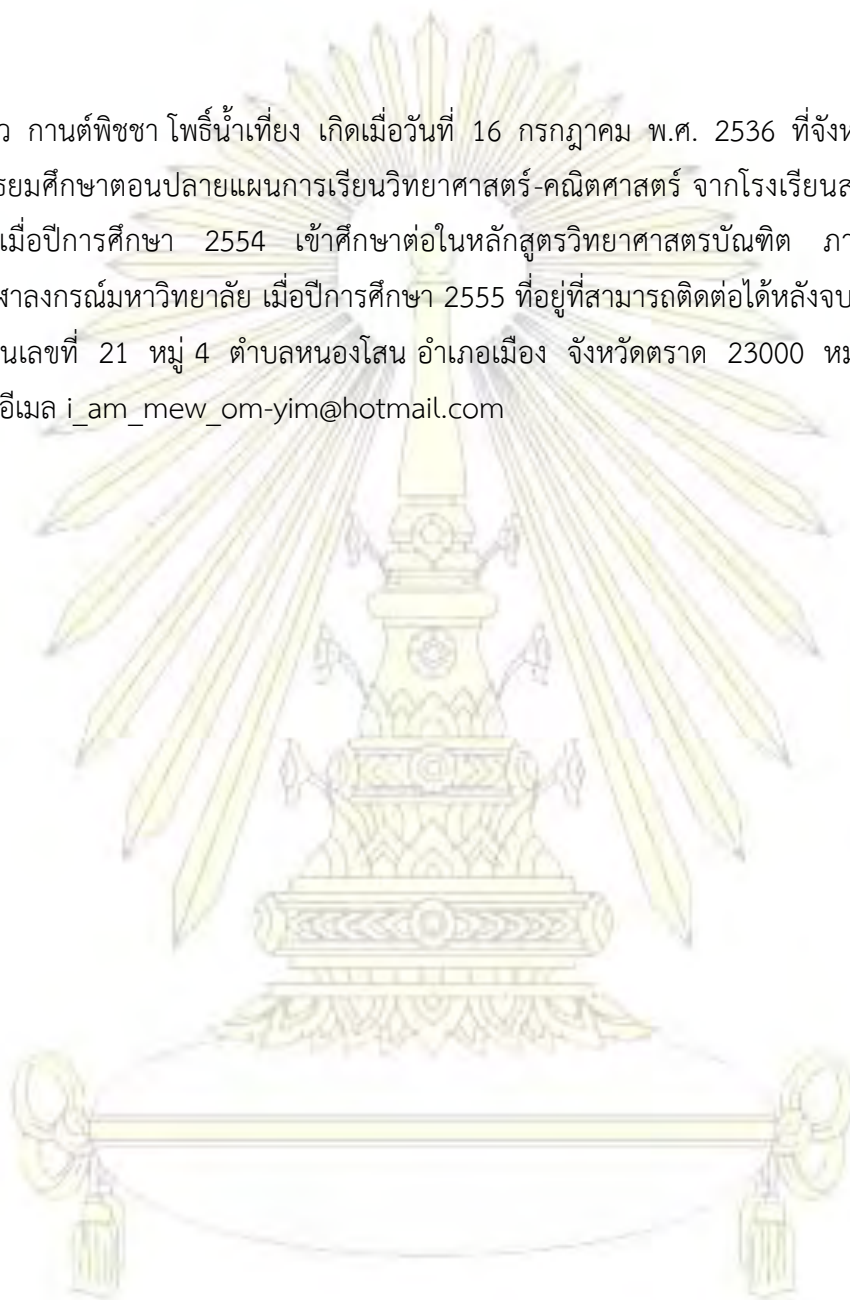 ว กานต์พิชชา โพธิ์น้ำเที่ยง เกิดเมื่อวันที่ 16 กรกฎาคม พ.ศ. 2536 ที่จังห
ธยมศึกษาตอนปลายแผนการเรียนวิทยาศาสตร์-คณิตศาสตร์ จากโรงเรียนส
เมื่อปีการศึกษา 2554 เข้าศึกษาต่อในหลักสูตรวิทยาศาสตรบัณฑิต ภา
ฬาลงกรณ์มหาวิทยาลัย เมื่อปีการศึกษา 2555 ที่อยู่ที่สามารถติดต่อได้หลังจบ
นเลขที่ 21 หมู่ 4 ตำบลหนองโสน อำเภอเมือง จังหวัดตราด 23000 หม
อีเมล i_am_mew_om-yim@hotmail.com